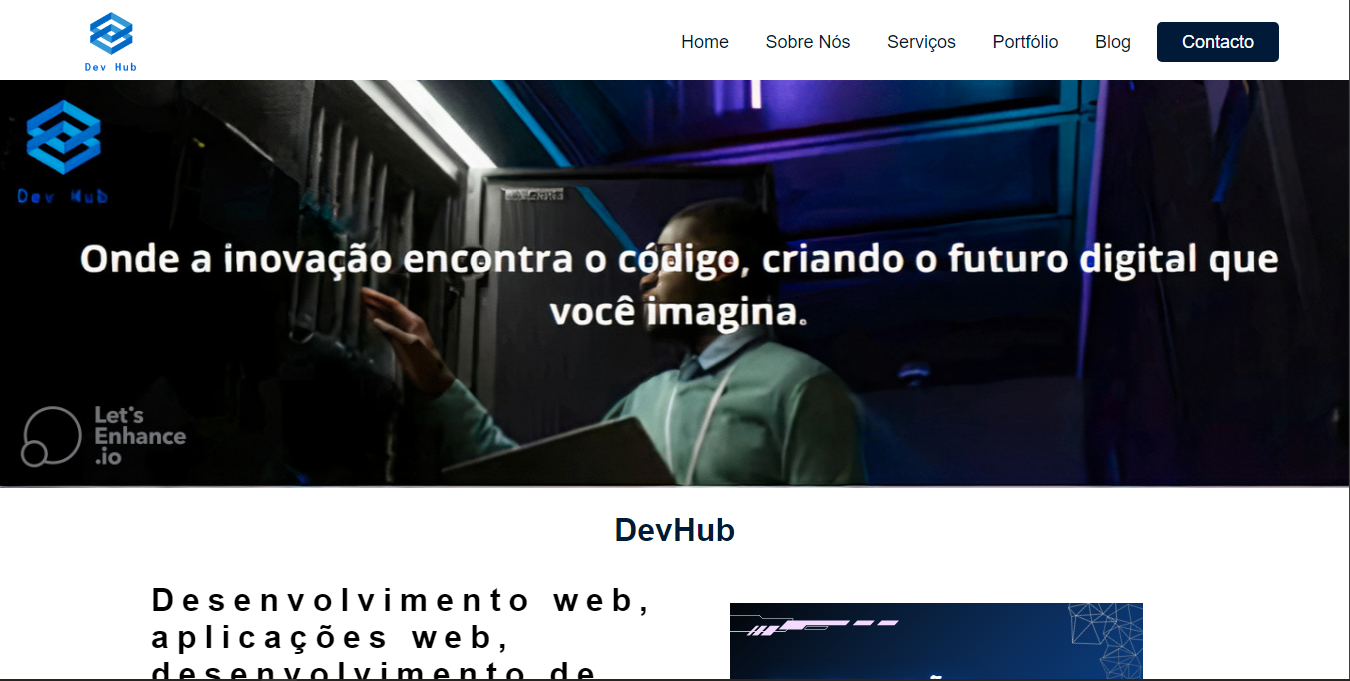 Dev Hub
Home Sobre Nós Serviços Portfólio Blog Contacto
Dev Hub
Onde a inovação encontra o código, criando o futuro digital que
você imagina.
Let's
Enhance
.io
DevHub
Desenvolvimento web,
aplicações web,
desenvolvimento de